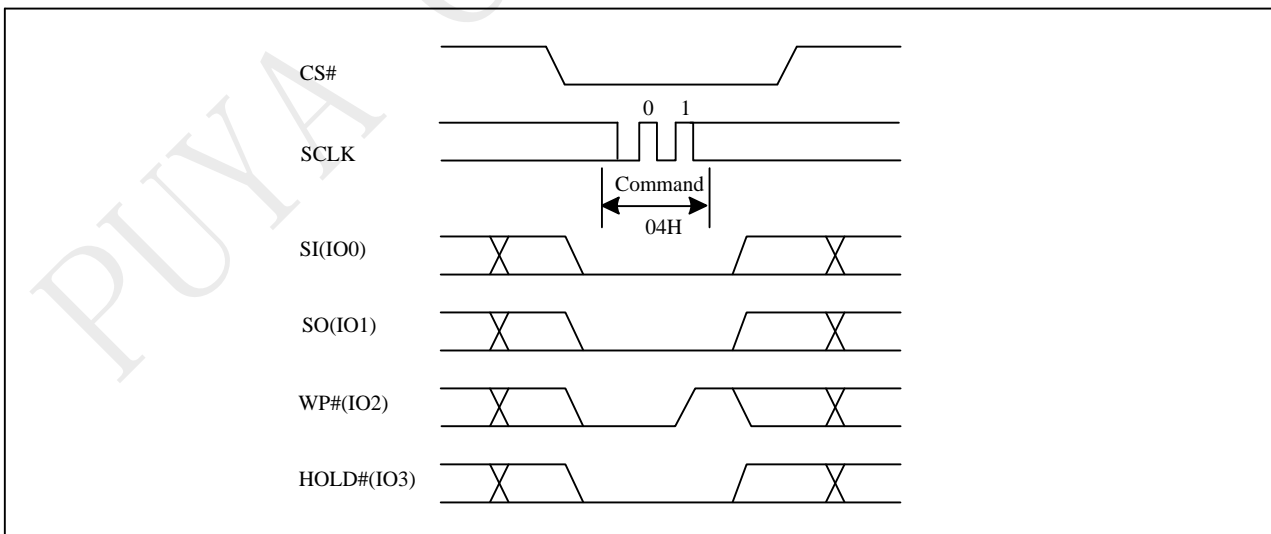 PUYA
CS#
0 1
SCLK
Command
04H
SI(IO0)
SO(IO1)
WP#(IO2)
HOLD#(IO3)